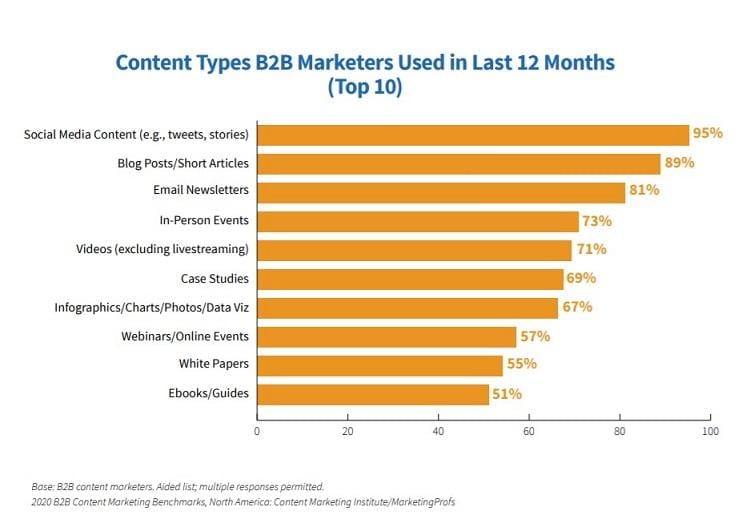 Content Types B2B Marketers Used in Last 12 Months
(Top 10)
Social Media Content (e.g., tweets, stories) 95%
Blog Posts/Short Articles 89%
Email Newsletters 81%
In-Person Events 73%
Videos (excluding livestreaming) 71%
Case Studies 69%
Infographics/Charts/Photos/Data Viz 67%
Webinars/Online Events 57%
White Papers 55%
Ebooks/Guides 51%
0 20 40 60 80 100
Base: B2B content marketers. Aided list; multiple responses permitted.
2020 B2B Content Marketing Benchmarks, North America: Content Marketing Institute/MarketingProfs